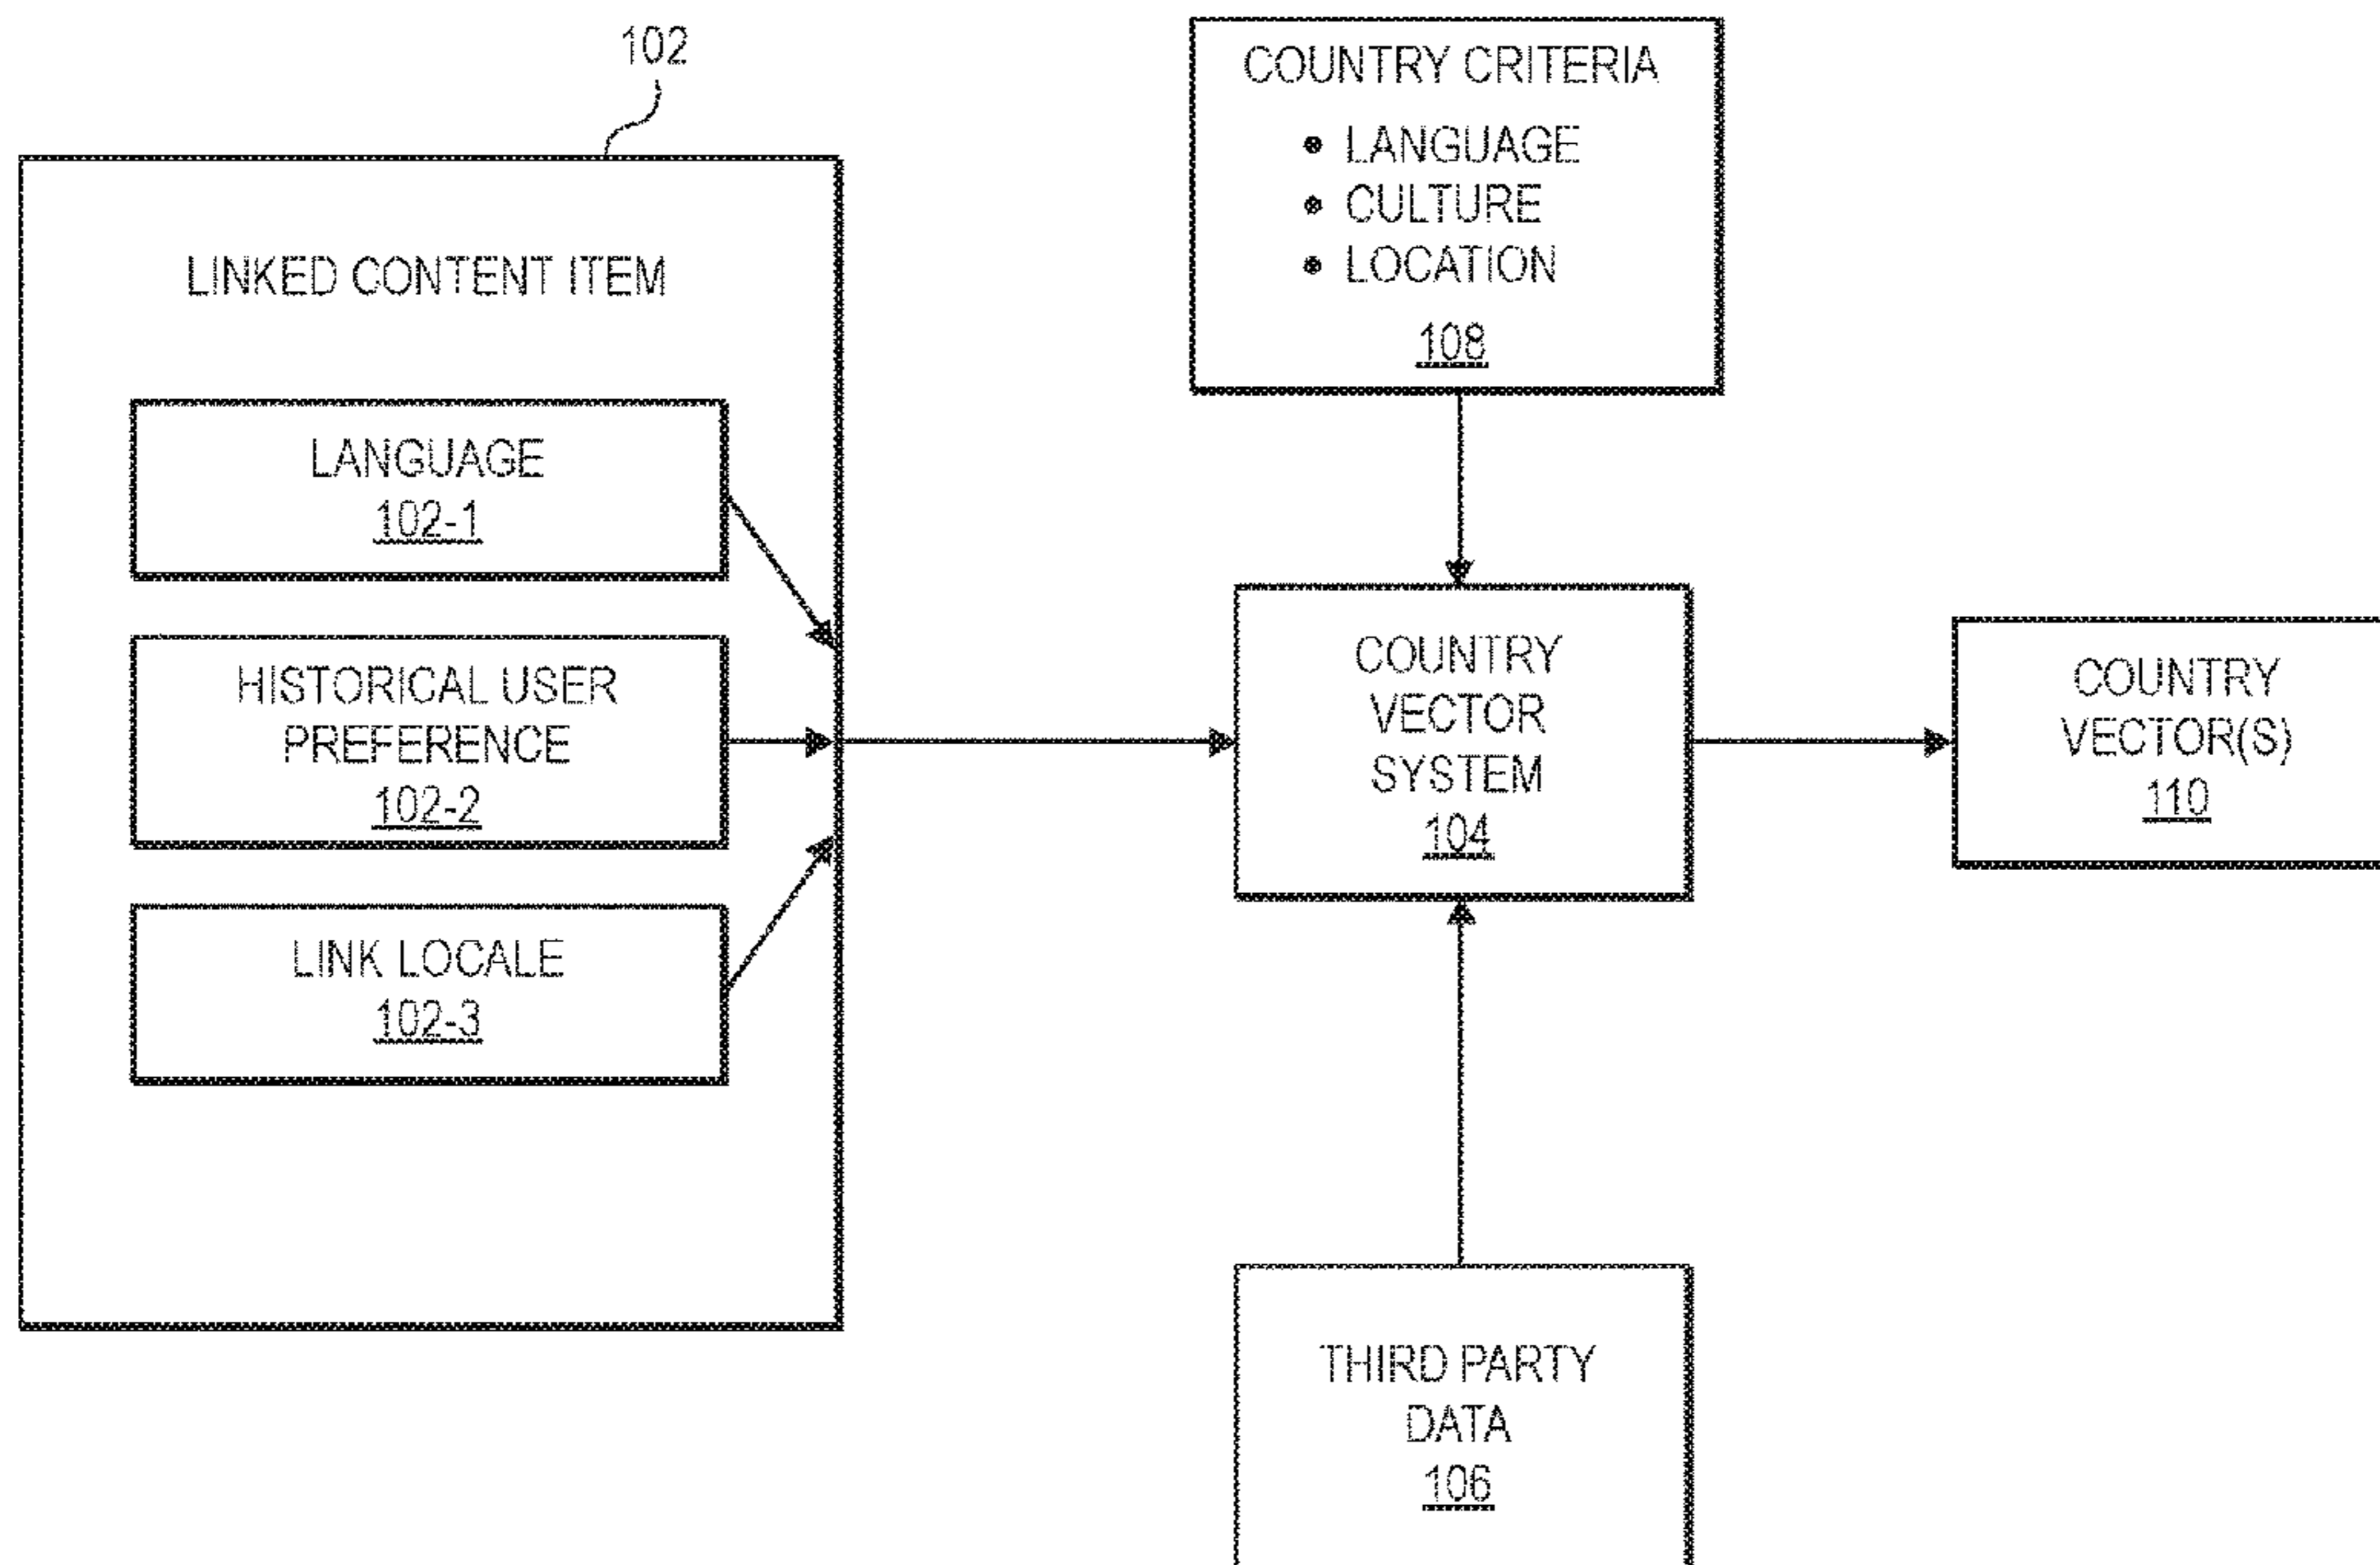 102
LINKED CONTENT ITEM
LANGUAGE
102-1
HISTORICAL USER
PREFERENCE
102-2
LINK LOCALE
102-3
COUNTRY CRITERIA
• LANGUAGE
• CULTURE
• LOCATION
108
COUNTRY
VECTOR
SYSTEM
104
COUNTRY
VECTOR(S)
110
THIRD PARTY
DATA
106